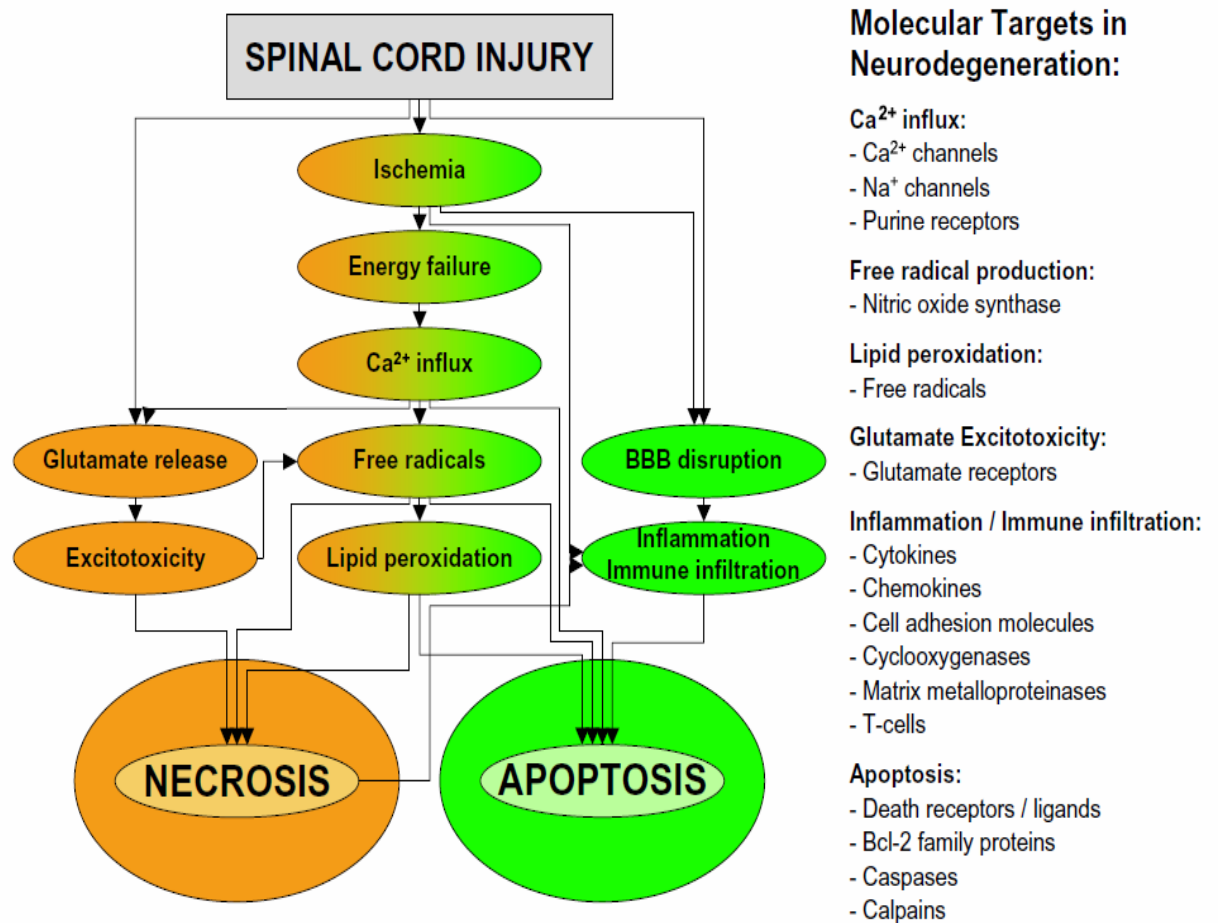 SPINAL CORD INJURY
Ischemia
Energy failure
Ca²⁺ influx
Glutamate release
Free radicals
BBB disruption
Excitotoxicity
Lipid peroxidation
Inflammation
Immune infiltration
NECROSIS
APOPTOSIS
Molecular Targets in
Neurodegeneration:
Ca²⁺ influx:
- Ca²⁺ channels
- Na⁺ channels
- Purine receptors
Free radical production:
- Nitric oxide synthase
Lipid peroxidation:
- Free radicals
Glutamate Excitotoxicity:
- Glutamate receptors
Inflammation / Immune infiltration:
- Cytokines
- Chemokines
- Cell adhesion molecules
- Cyclooxygenases
- Matrix metalloproteinases
- T-cells
Apoptosis:
- Death receptors / ligands
- Bcl-2 family proteins
- Caspases
- Calpains